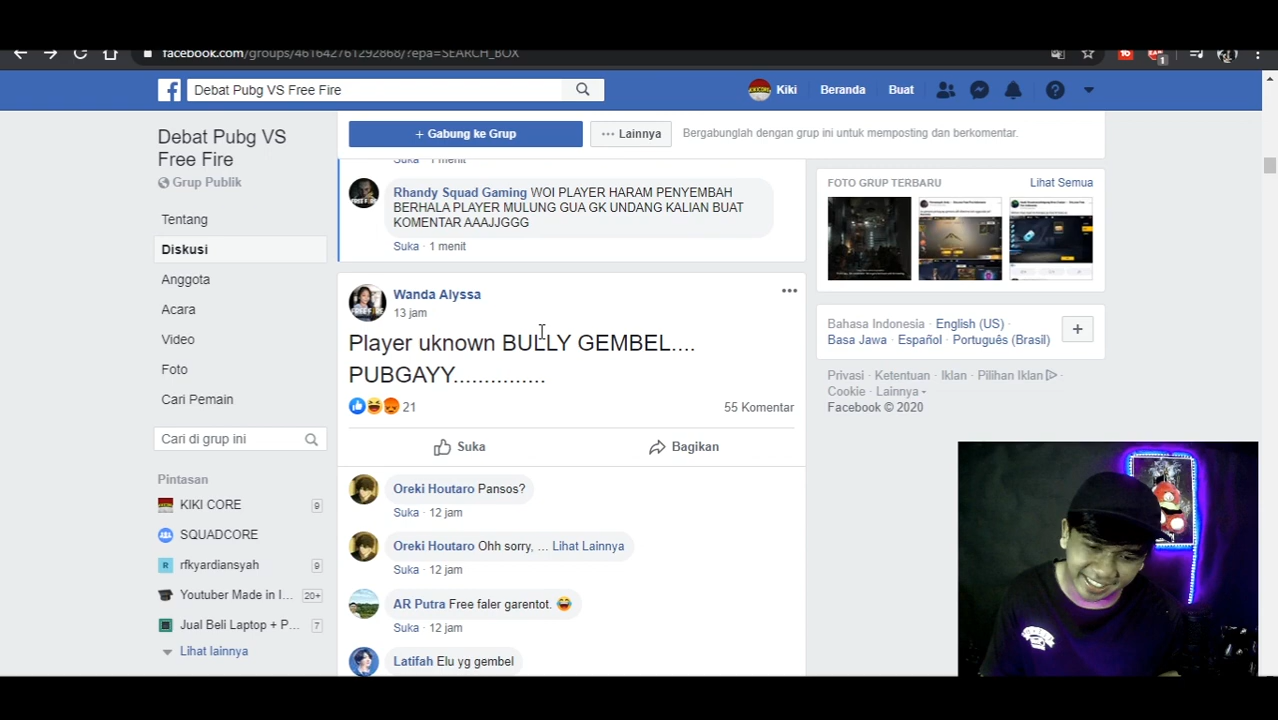 facebook.com/groups/461642761292868/?epa=SEARCH_BOX
1
Debat Pubg VS Free Fire
Kiki
Beranda
Buat
Debat Pubg VS
Free Fire
Grup Publik
Tentang
Diskusi
Anggota
Acara
Video
Foto
Cari Pemain
Cari di grup ini
Pintasan
KIKI CORE 9
SQUADCORE
rfkyardiansyah 9
Youtuber Made in I... 20+
Jual Beli Laptop + P... 7
Lihat lainnya
+ Gabung ke Grup
Lainnya
Bergabunglah dengan grup ini untuk memposting dan berkomentar.
Suka · 1 menit
Rhandy Squad Gaming WOI PLAYER HARAM PENYEMBAH
BERHALA PLAYER MULUNG GUA GK UNDANG KALIAN BUAT
KOMENTAR AAAJJGGG
Suka · 1 menit
Wanda Alyssa
13 jam
Player uknown BULLY GEMBEL....
PUBGAYY...............
21
55 Komentar
Suka
Bagikan
Oreki Houtaro Pansos?
Suka · 12 jam
Oreki Houtaro Ohh sorry, ... Lihat Lainnya
Suka · 12 jam
AR Putra Free faler garentot.
Suka · 12 jam
Latifah Elu yg gembel
FOTO GRUP TERBARU
Lihat Semua
Bahasa Indonesia · English (US) ·
Basa Jawa · Español · Português (Brasil)
Privasi · Ketentuan · Iklan · Pilihan Iklan ·
Cookie · Lainnya
Facebook © 2020